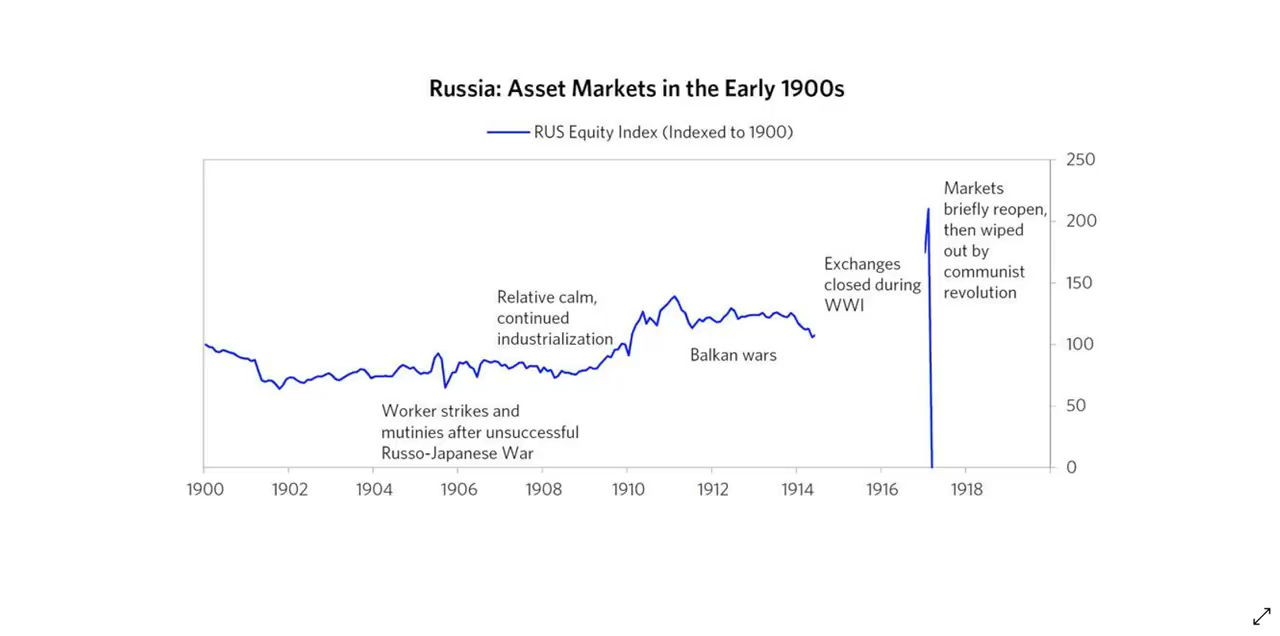 Russia: Asset Markets in the Early 1900s
RUS Equity Index (Indexed to 1900)
250
200
150
100
50
0
Markets
briefly reopen,
then wiped
out by
communist
revolution
Exchanges
closed during
WWI
Relative calm,
continued
industrialization
Balkan wars
Worker strikes and
mutinies after unsuccessful
Russo-Japanese War
1900 1902 1904 1906 1908 1910 1912 1914 1916 1918